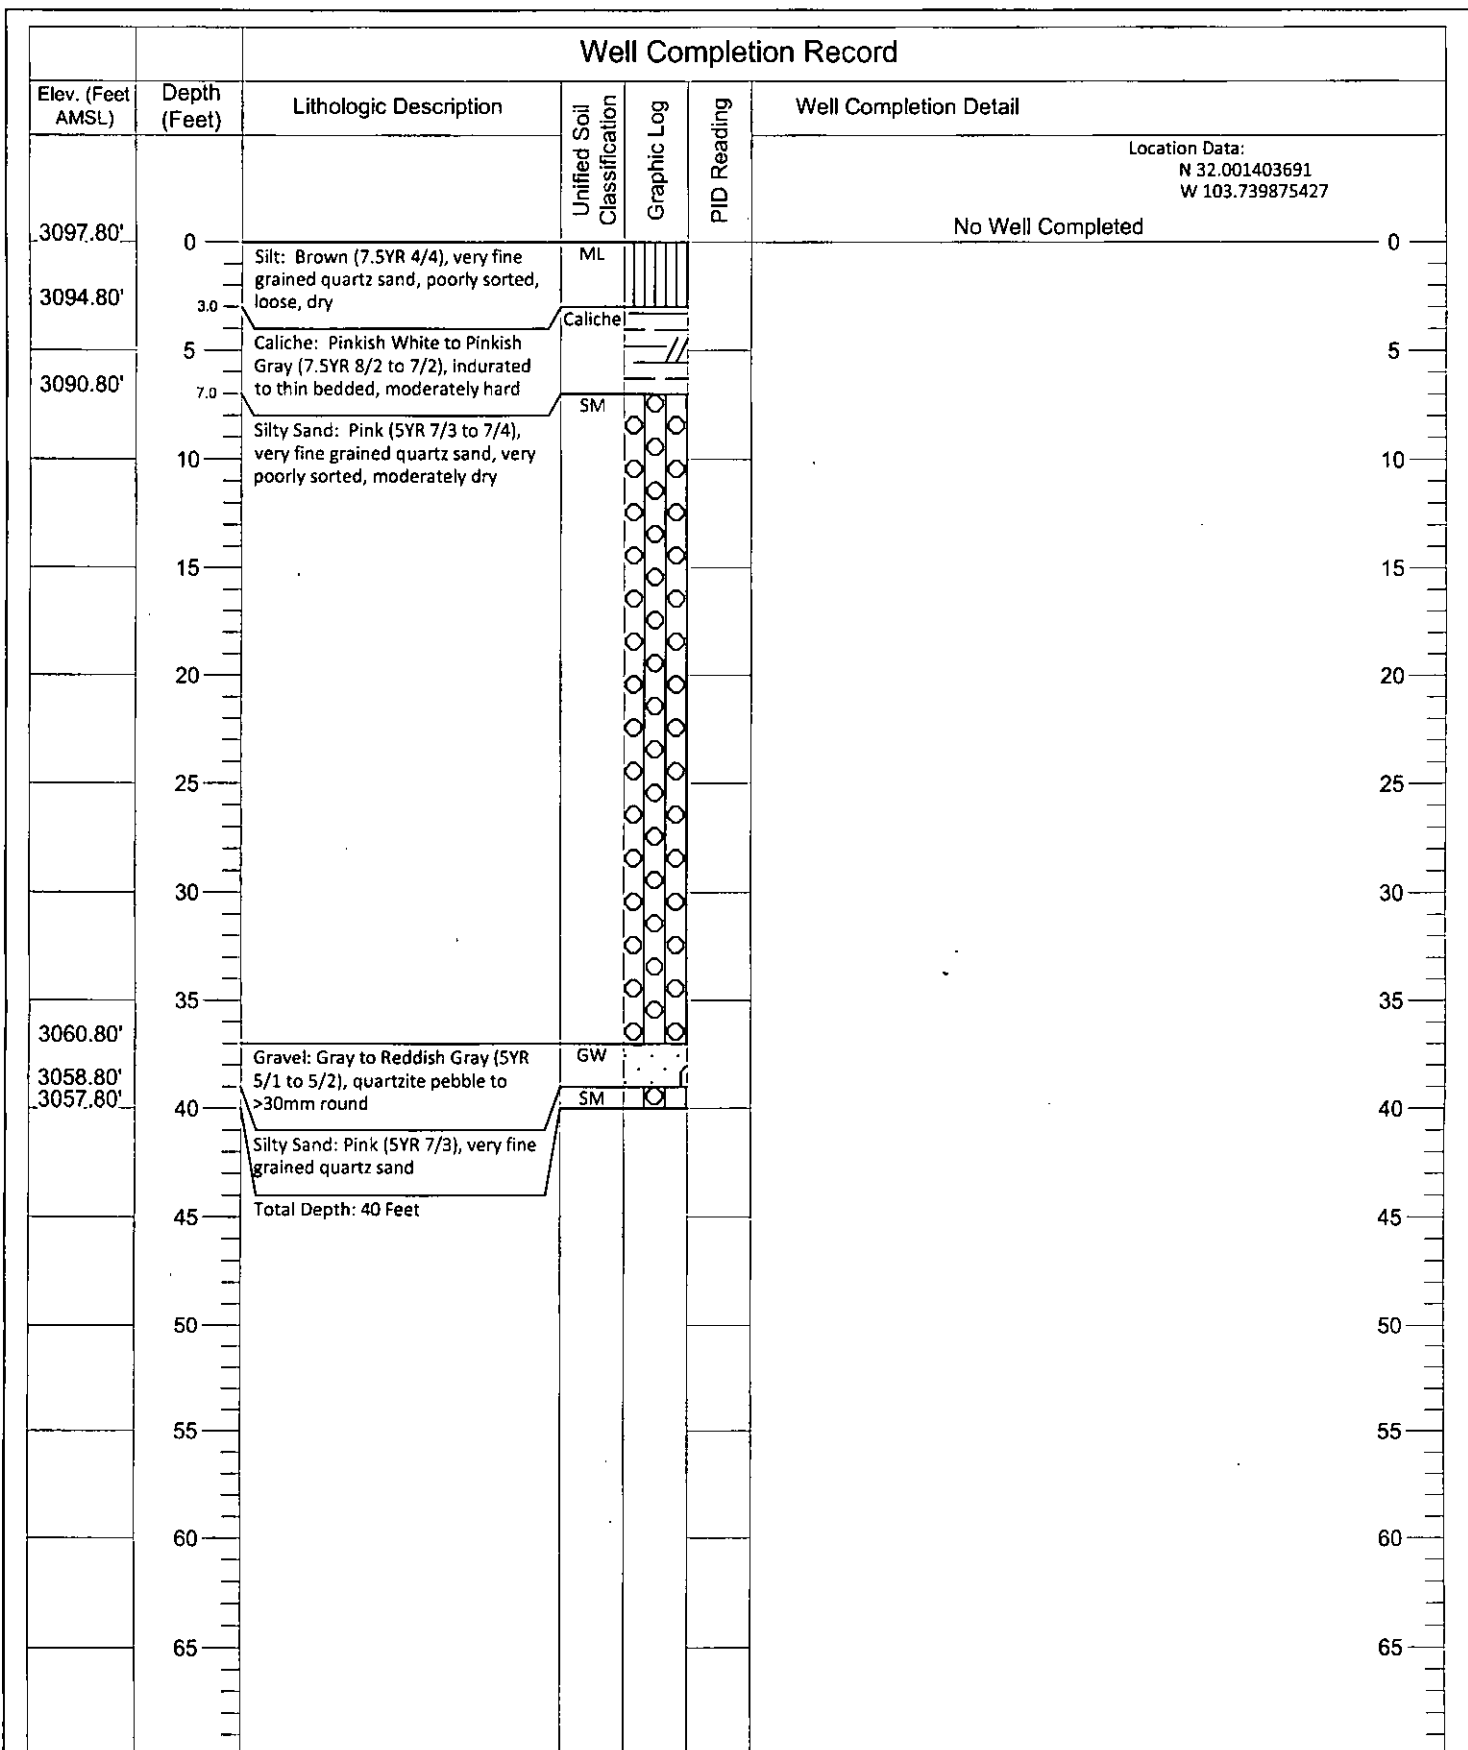 Well Completion Record
Elev. (Feet
AMSL)
Depth
(Feet)
Lithologic Description
Unified Soil
Classification
Graphic Log
PID Reading
Well Completion Detail
Location Data:
N 32.001403691
W 103.739875427
No Well Completed
3097.80'
0
0
Silt: Brown (7.5YR 4/4), very fine
grained quartz sand, poorly sorted,
loose, dry
ML
3094.80'
3.0
Caliche
Caliche: Pinkish White to Pinkish
Gray (7.5YR 8/2 to 7/2), indurated
to thin bedded, moderately hard
5
5
3090.80'
7.0
SM
Silty Sand: Pink (5YR 7/3 to 7/4),
very fine grained quartz sand, very
poorly sorted, moderately dry
10
10
15
15
20
20
25
25
30
30
35
35
3060.80'
Gravel: Gray to Reddish Gray (5YR
5/1 to 5/2), quartzite pebble to
>30mm round
GW
3058.80'
3057.80'
SM
40
40
Silty Sand: Pink (5YR 7/3), very fine
grained quartz sand
Total Depth: 40 Feet
45
45
50
50
55
55
60
60
65
65